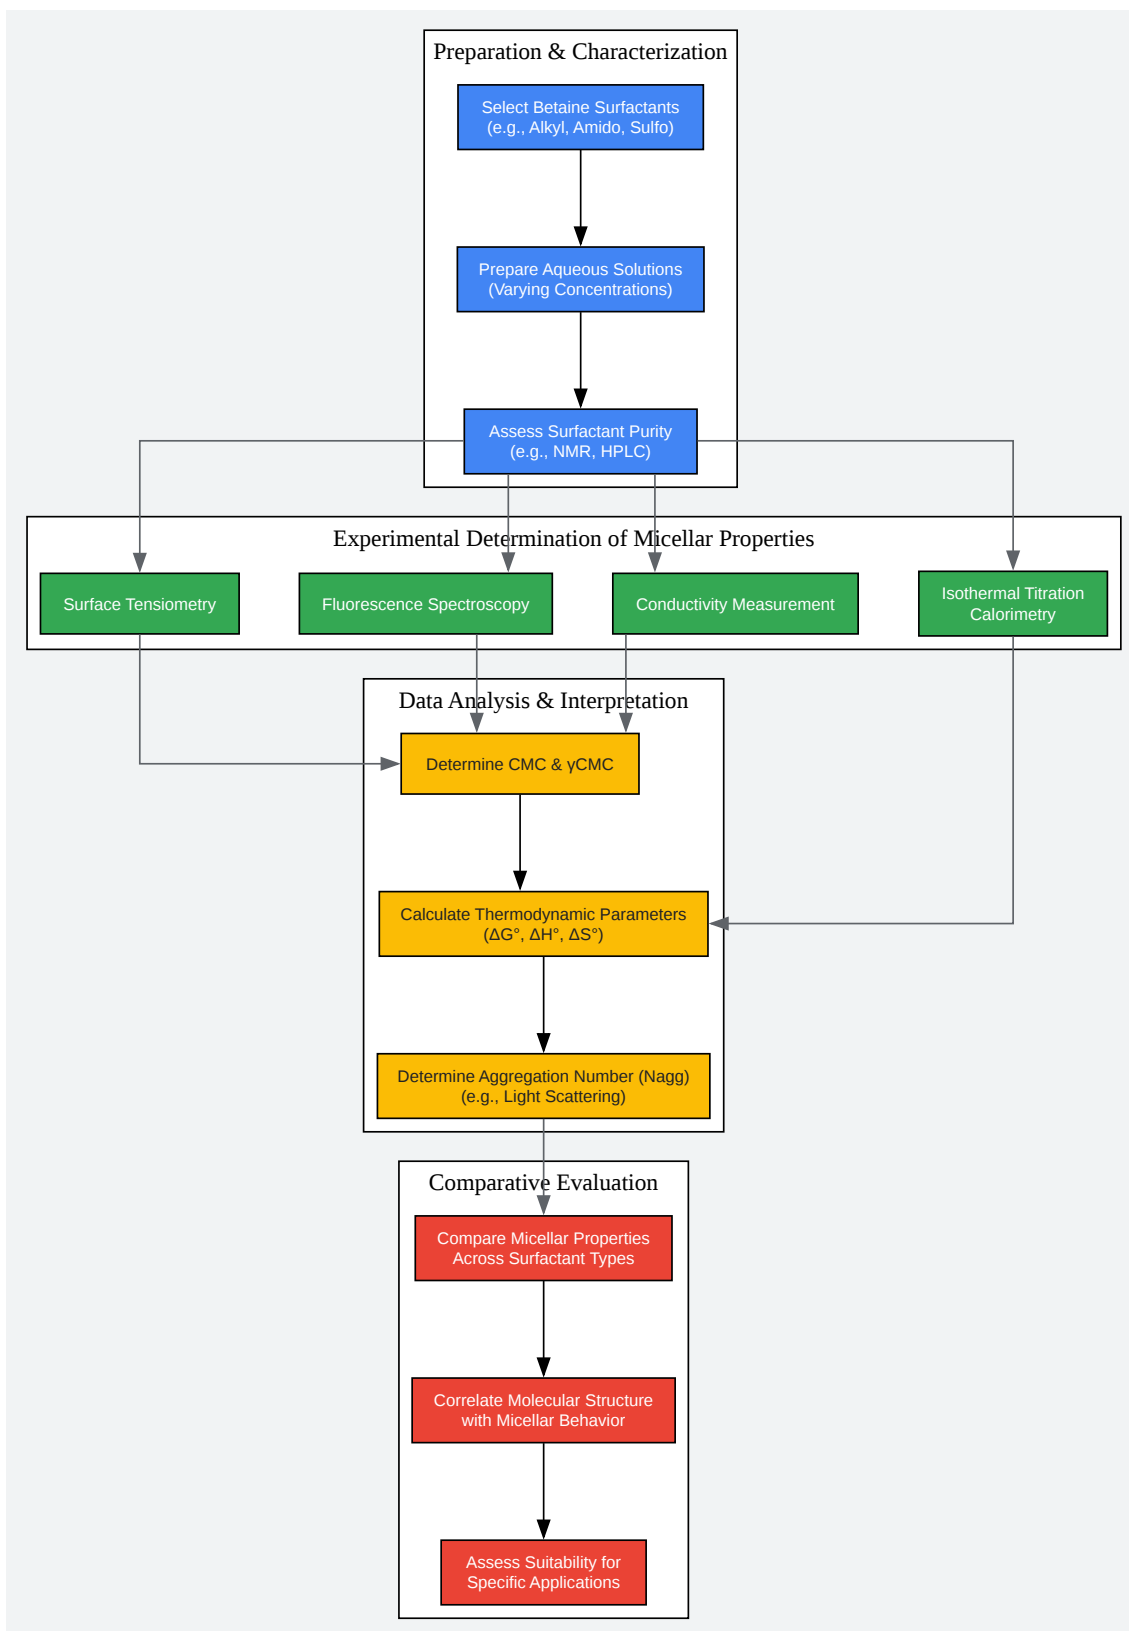 Preparation & Characterization
Select Betaine Surfactants
(e.g., Alkyl, Amido, Sulfo)
Prepare Aqueous Solutions
(Varying Concentrations)
Assess Surfactant Purity
(e.g., NMR, HPLC)
Experimental Determination of Micellar Properties
Surface Tensiometry
Fluorescence Spectroscopy
Conductivity Measurement
Isothermal Titration
Calorimetry
Data Analysis & Interpretation
Determine CMC & γCMC
Calculate Thermodynamic Parameters
(ΔG°, ΔH°, ΔS°)
Determine Aggregation Number (Nagg)
(e.g., Light Scattering)
Comparative Evaluation
Compare Micellar Properties
Across Surfactant Types
Correlate Molecular Structure
with Micellar Behavior
Assess Suitability for
Specific Applications